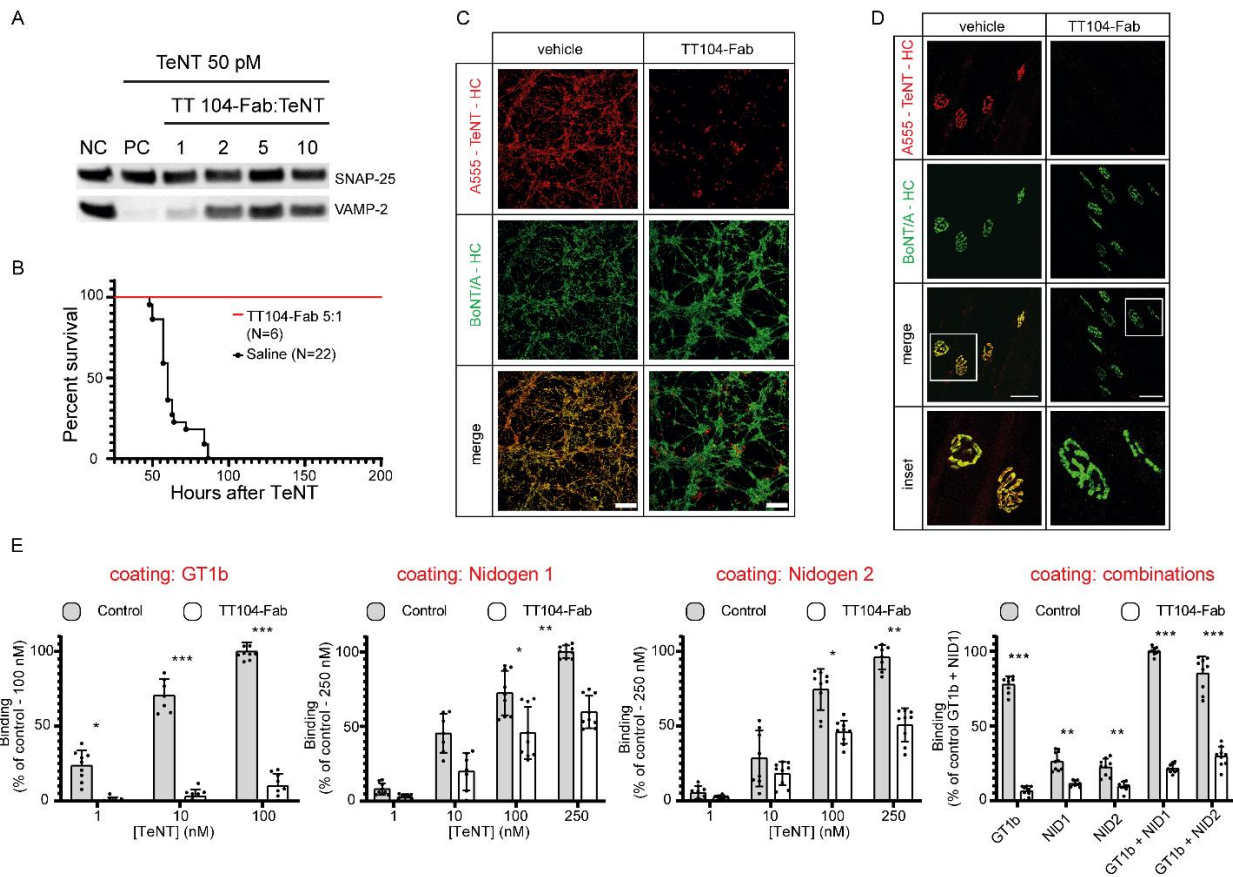 A
TeNT 50 pM
TT 104-Fab:TeNT
NC PC 1 2 5 10
SNAP-25
VAMP-2
B
Percent survival
100
50
0
50 100 150 200
Hours after TeNT
TT104-Fab 5:1
(N=6)
Saline (N=22)
C
vehicle TT104-Fab
A555 - TeNT - HC
BoNT/A - HC
merge
D
vehicle TT104-Fab
A555 - TeNT - HC
BoNT/A - HC
merge
inset
E
coating: GT1b
Control TT104-Fab
Binding
(% of control - 100 nM)
100
50
0
* *** ***
1 10 100
[TeNT] (nM)
coating: Nidogen 1
Control TT104-Fab
Binding
(% of control - 250 nM)
100
50
0
* **
1 10 100 250
[TeNT] (nM)
coating: Nidogen 2
Control TT104-Fab
Binding
(% of control - 250 nM)
100
50
0
* **
1 10 100 250
[TeNT] (nM)
coating: combinations
Control TT104-Fab
Binding
(% of control GT1b + NID1)
100
50
0
*** ** ** *** ***
GT1b
NID1
NID2
GT1b + NID1
GT1b + NID2